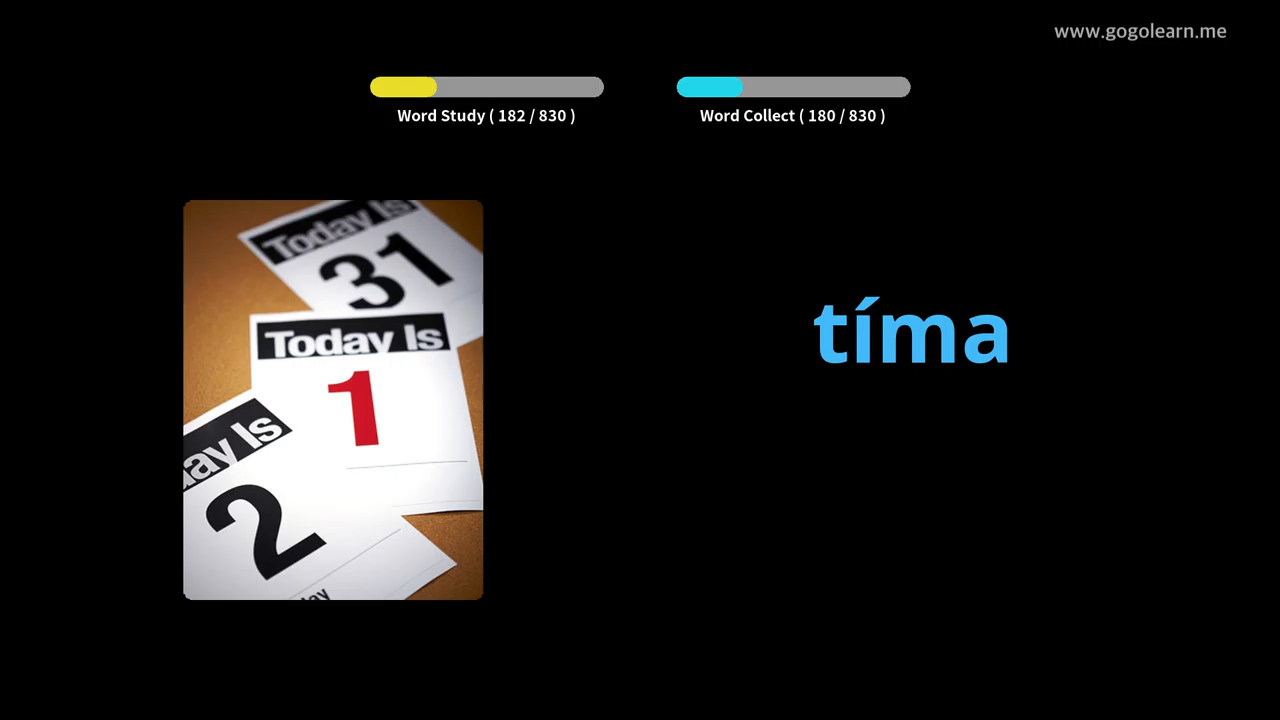 www.gogolearn.me
Word Study ( 182 / 830 )
Word Collect ( 180 / 830 )
Today Is
31
Today Is
1
ay Is
2
tíma